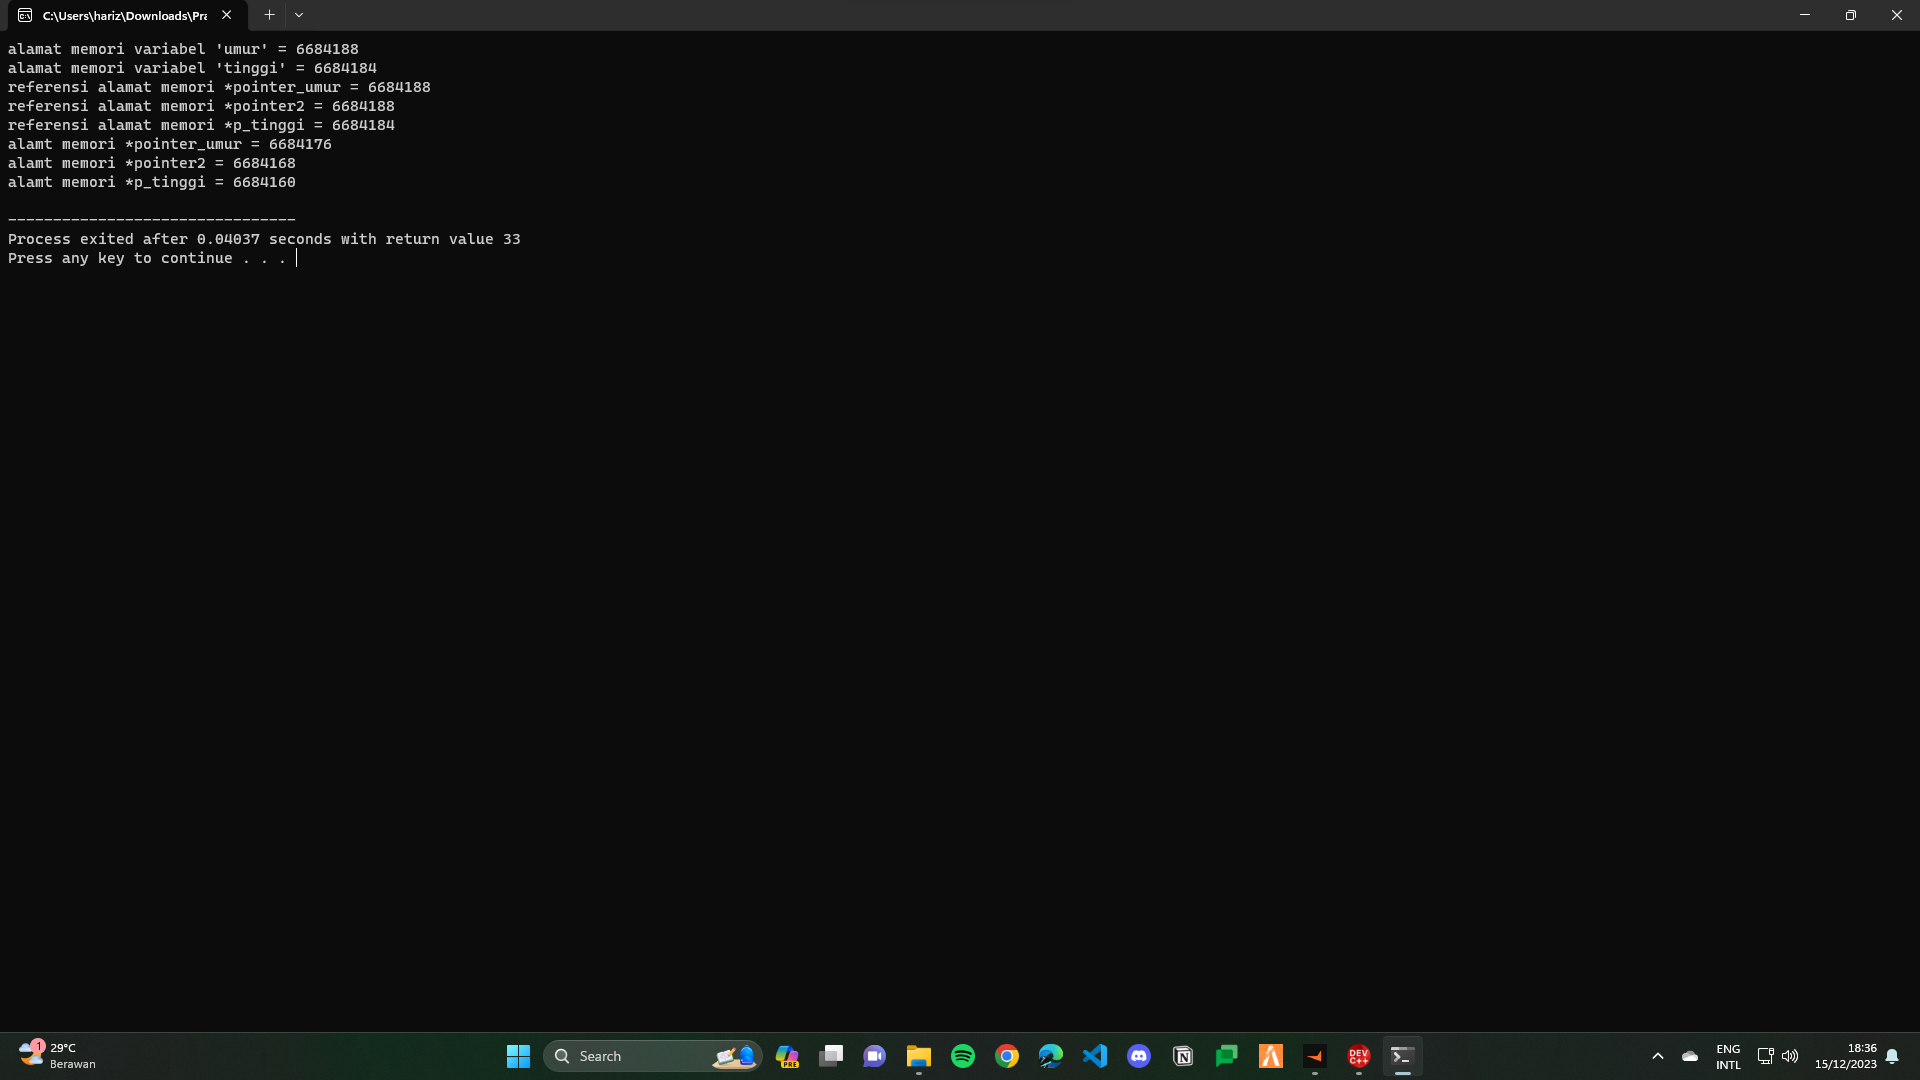 C:\Users\hariz\Downloads\Pra
alamat memori variabel 'umur' = 6684188
alamat memori variabel 'tinggi' = 6684184
referensi alamat memori *pointer_umur = 6684188
referensi alamat memori *pointer2 = 6684188
referensi alamat memori *p_tinggi = 6684184
alamt memori *pointer_umur = 6684176
alamt memori *pointer2 = 6684168
alamt memori *p_tinggi = 6684160
--------------------------------
Process exited after 0.04037 seconds with return value 33
Press any key to continue . . .
1
29°C
Berawan
Search
PRE
DEV
C++
ENG
INTL
18:36
15/12/2023